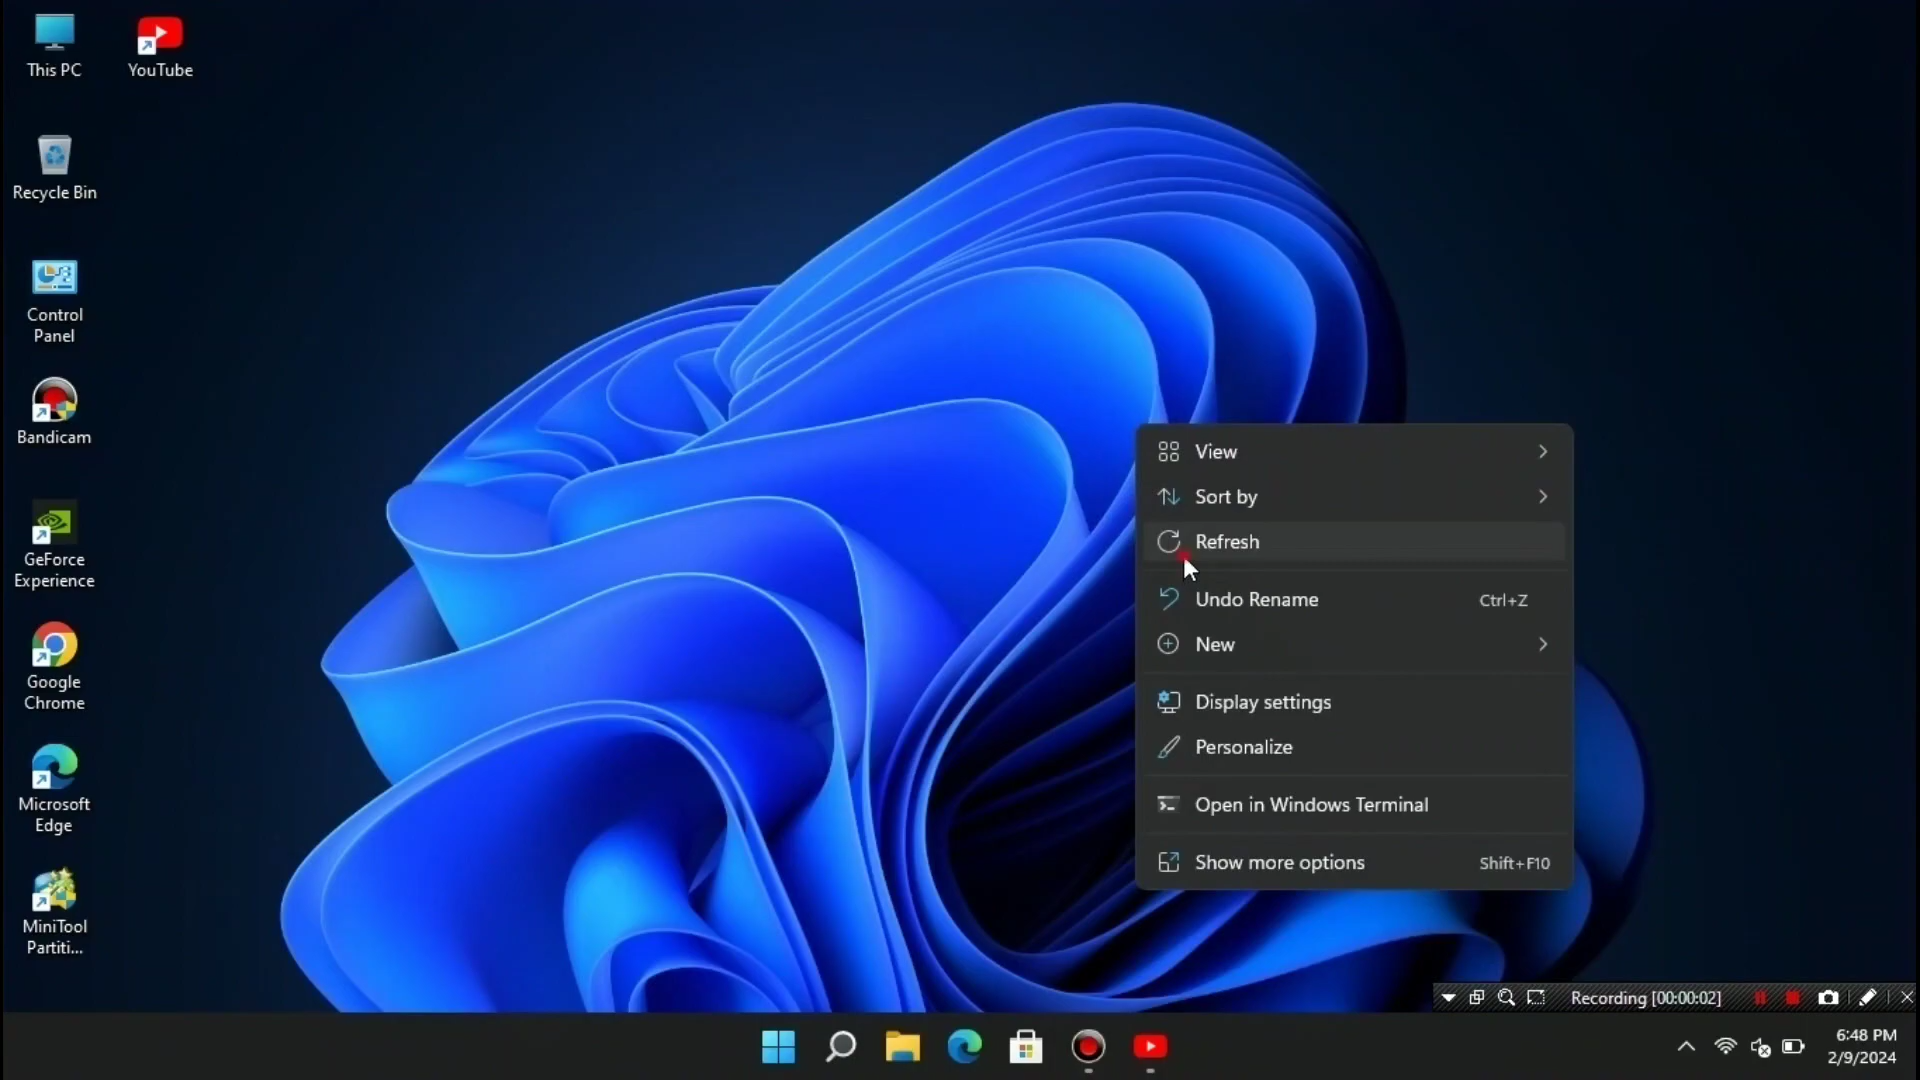 This PC
YouTube
Recycle Bin
Control
Panel
Bandicam
GeForce
Experience
Google
Chrome
Microsoft
Edge
MiniTool
Partiti...
View
Sort by
Refresh
Undo Rename Ctrl+Z
New
Display settings
Personalize
Open in Windows Terminal
Show more options Shift+F10
Recording [00:00:02]
6:48 PM
2/9/2024